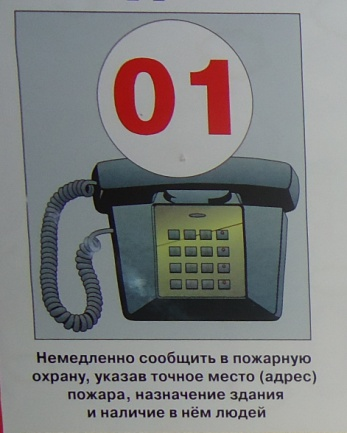 01
Немедленно сообщить в пожарную
охрану, указав точное место (адрес)
пожара, назначение здания
и наличие в нём людей